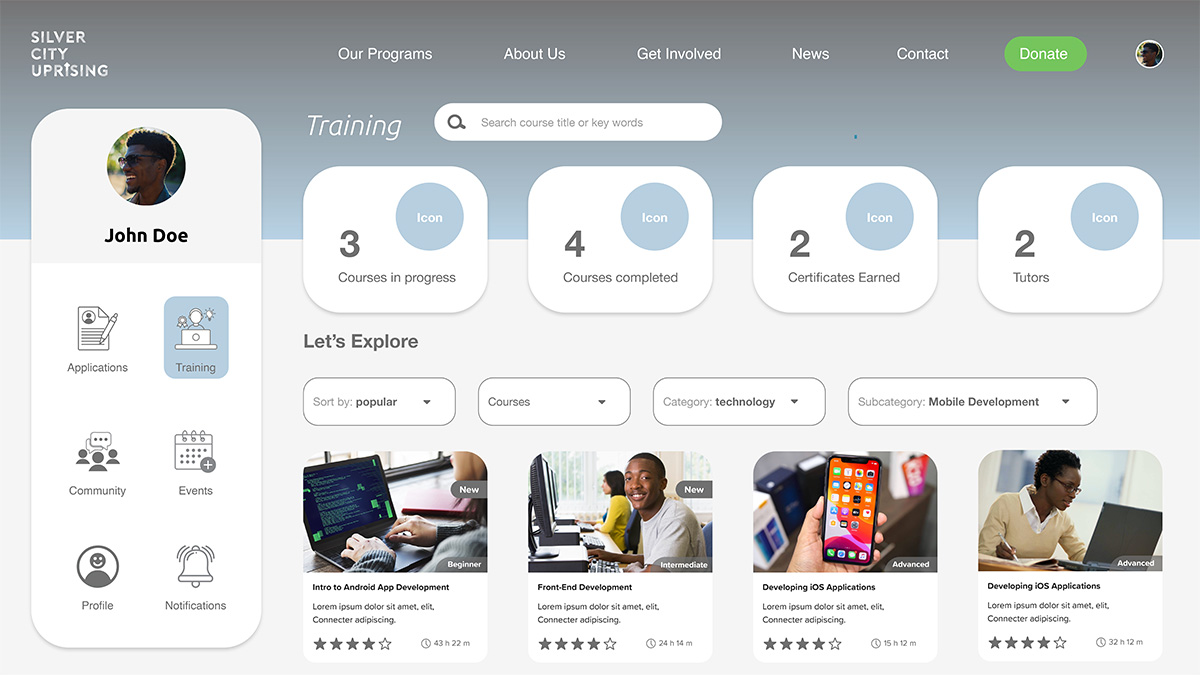 SILVER
CITY
UPRISING
Our Programs
About Us
Get Involved
News
Contact
Donate
Training
Search course title or key words
John Doe
Applications
Training
Community
Events
Profile
Notifications
3
Icon
Courses in progress
4
Icon
Courses completed
2
Icon
Certificates Earned
2
Icon
Tutors
Let's Explore
Sort by: popular
Courses
Category: technology
Subcategory: Mobile Development
New
Beginner
Intro to Android App Development
Lorem ipsum dolor sit amet, elit,
Connecter adipiscing.
43 h 22 m
New
Intermediate
Front-End Development
Lorem ipsum dolor sit amet, elit,
Connecter adipiscing.
24 h 14 m
Advanced
Developing iOS Applications
Lorem ipsum dolor sit amet, elit,
Connecter adipiscing.
15 h 12 m
Advanced
Developing iOS Applications
Lorem ipsum dolor sit amet, elit,
Connecter adipiscing.
32 h 12 m